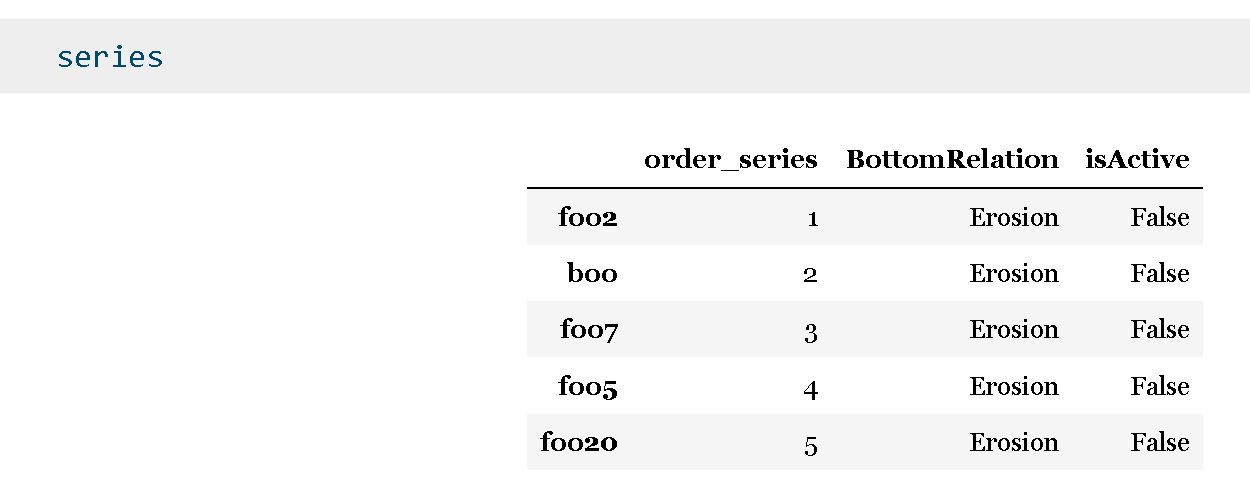 series
order_series BottomRelation isActive
foo2 1 Erosion False
boo 2 Erosion False
foo7 3 Erosion False
foo5 4 Erosion False
foo20 5 Erosion False